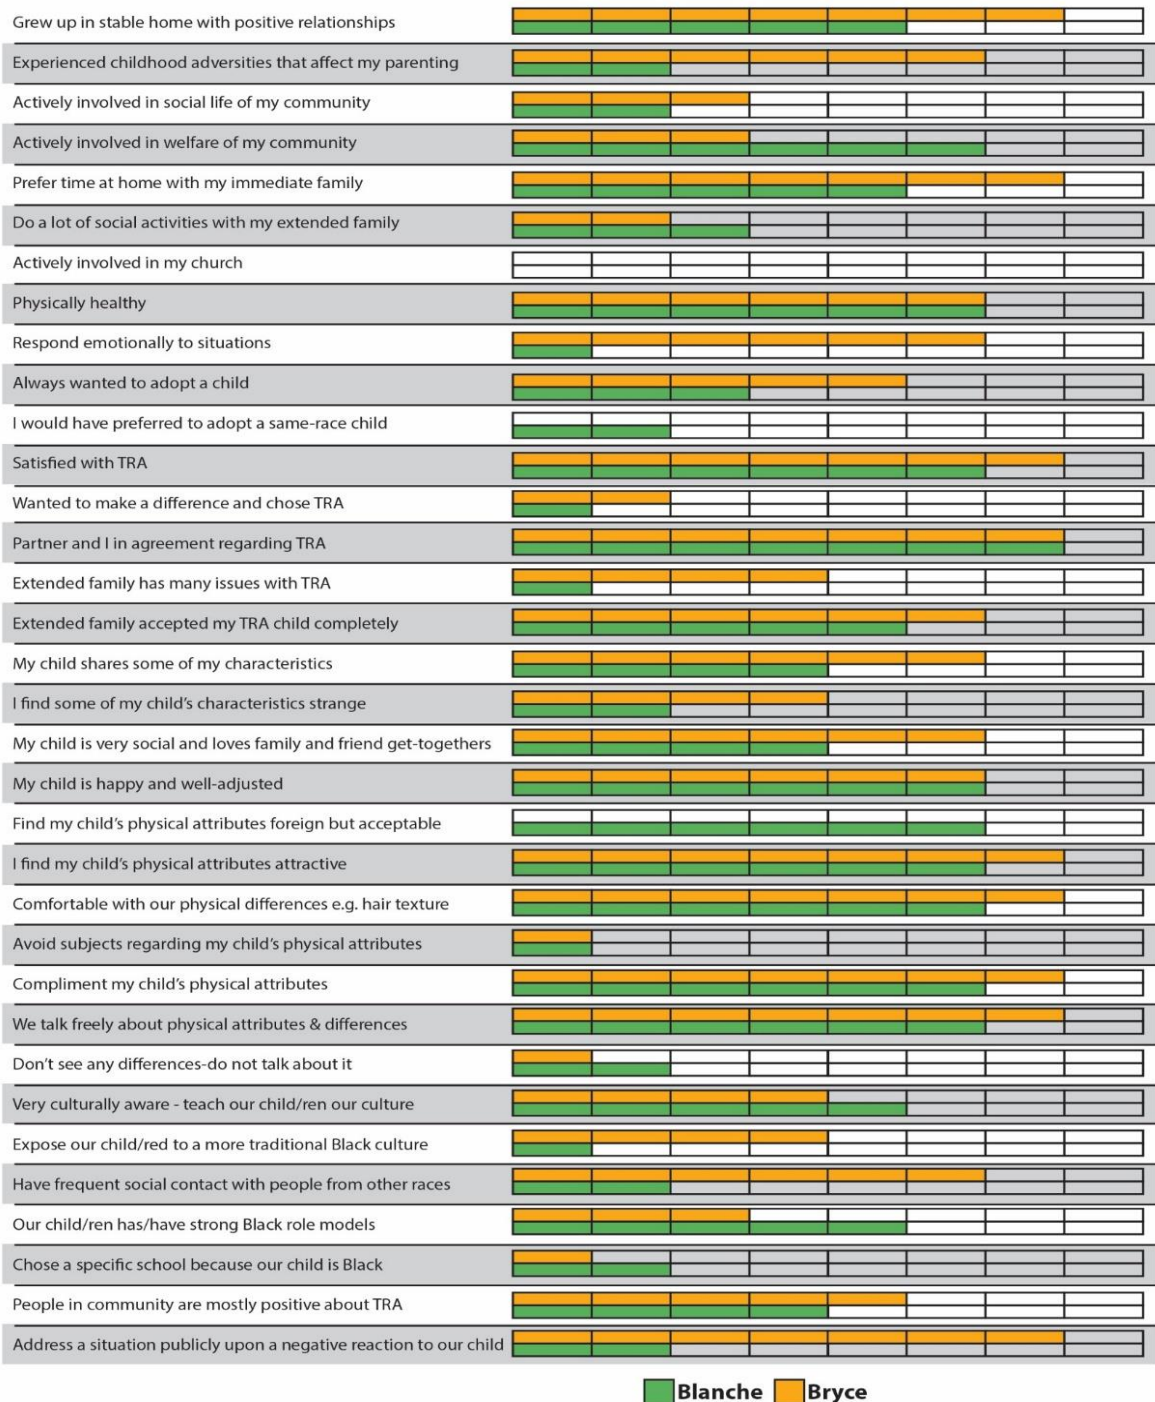 Grew up in stable home with positive relationships
Experienced childhood adversities that affect my parenting
Actively involved in social life of my community
Actively involved in welfare of my community
Prefer time at home with my immediate family
Do a lot of social activities with my extended family
Actively involved in my church
Physically healthy
Respond emotionally to situations
Always wanted to adopt a child
I would have preferred to adopt a same-race child
Satisfied with TRA
Wanted to make a difference and chose TRA
Partner and I in agreement regarding TRA
Extended family has many issues with TRA
Extended family accepted my TRA child completely
My child shares some of my characteristics
I find some of my child's characteristics strange
My child is very social and loves family and friend get-togethers
My child is happy and well-adjusted
Find my child's physical attributes foreign but acceptable
I find my child's physical attributes attractive
Comfortable with our physical differences e.g. hair texture
Avoid subjects regarding my child's physical attributes
Compliment my child's physical attributes
We talk freely about physical attributes & differences
Don't see any differences-do not talk about it
Very culturally aware - teach our child/ren our culture
Expose our child/red to a more traditional Black culture
Have frequent social contact with people from other races
Our child/ren has/have strong Black role models
Chose a specific school because our child is Black
People in community are mostly positive about TRA
Address a situation publicly upon a negative reaction to our child
Blanche Bryce